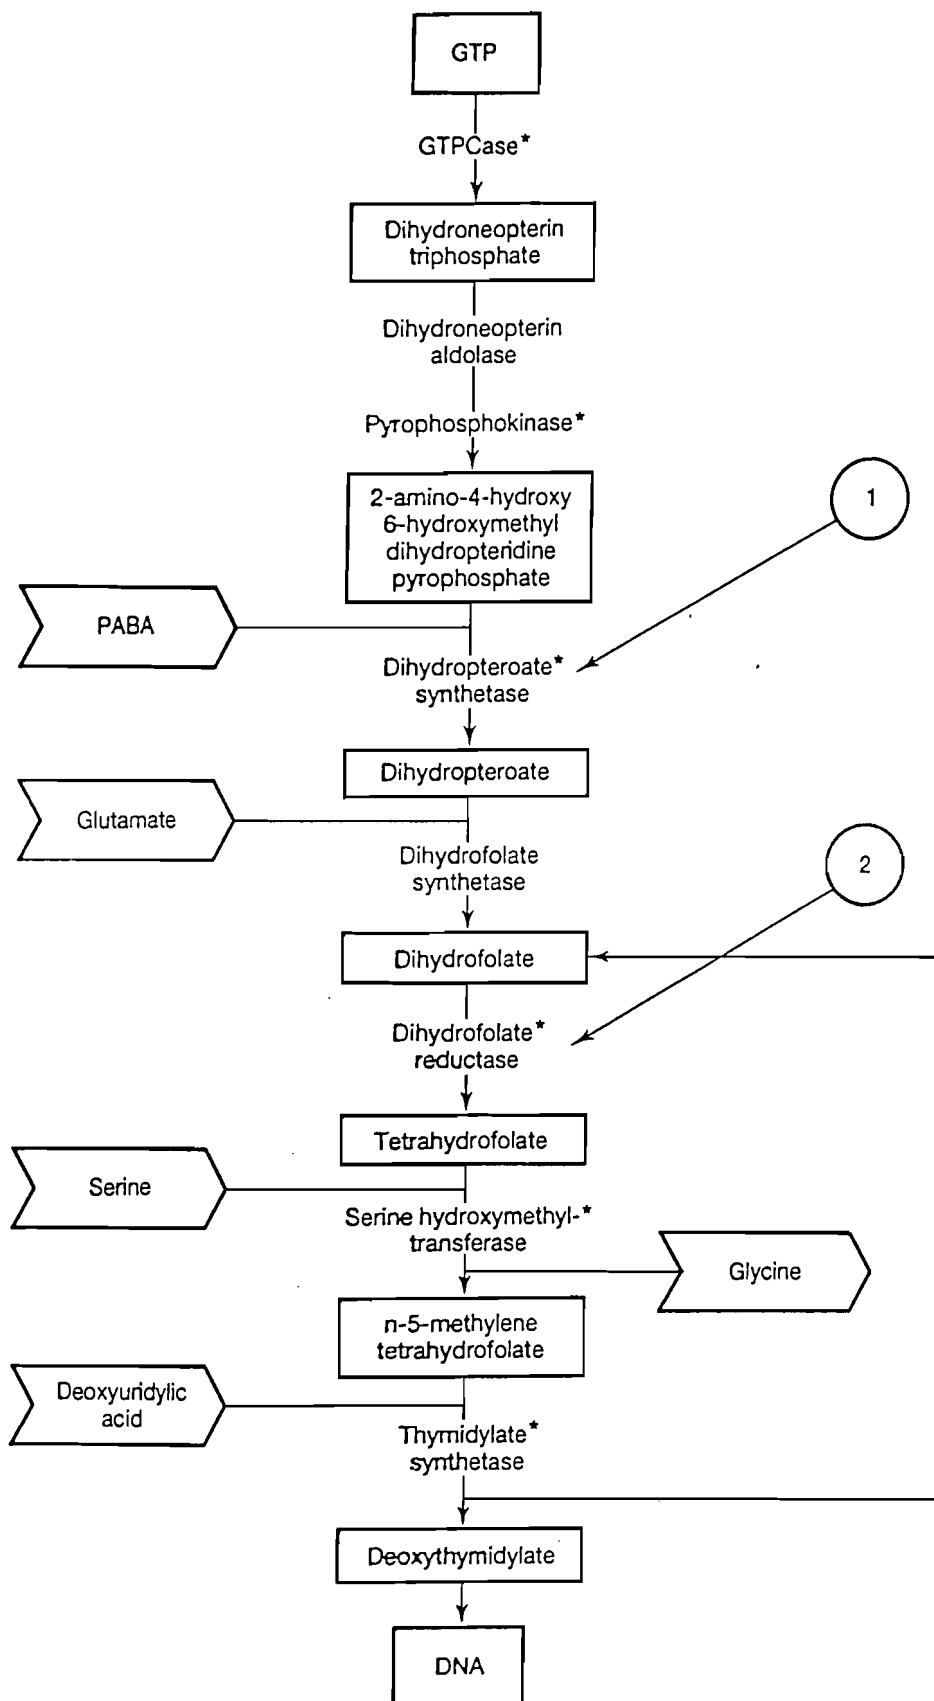 GTP
GTPCase*
Dihydroneopterin
triphosphate
Dihydroneopterin
aldolase
Pyrophosphokinase*
2-amino-4-hydroxy
6-hydroxymethyl
dihydropteridine
pyrophosphate
1
PABA
Dihydropteroate*
synthetase
Dihydropteroate
Glutamate
Dihydrofolate
synthetase
2
Dihydrofolate
Dihydrofolate*
reductase
Tetrahydrofolate
Serine
Serine hydroxymethyl-*
transferase
Glycine
n-5-methylene
tetrahydrofolate
Deoxyuridylic
acid
Thymidylate*
synthetase
Deoxythymidylate
DNA